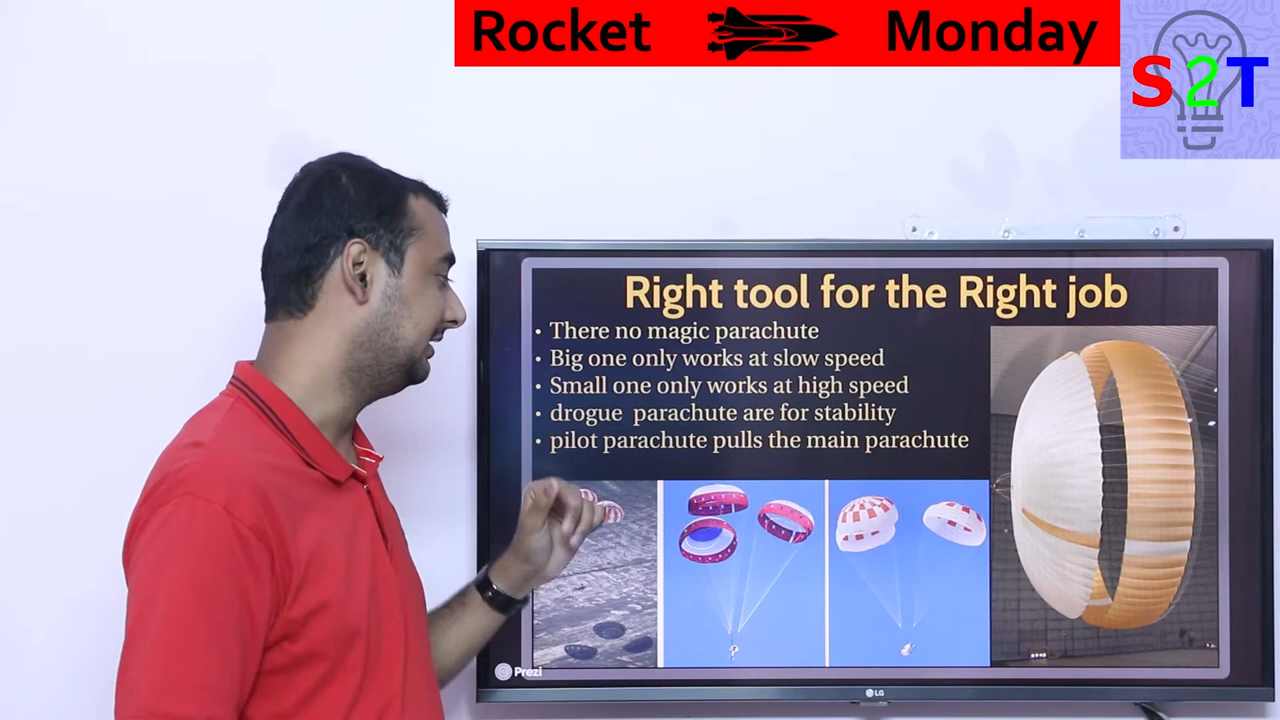 Rocket Monday
S2T
Right tool for the Right job
• There no magic parachute
• Big one only works at slow speed
• Small one only works at high speed
• drogue parachute are for stability
• pilot parachute pulls the main parachute
Prezi
LG